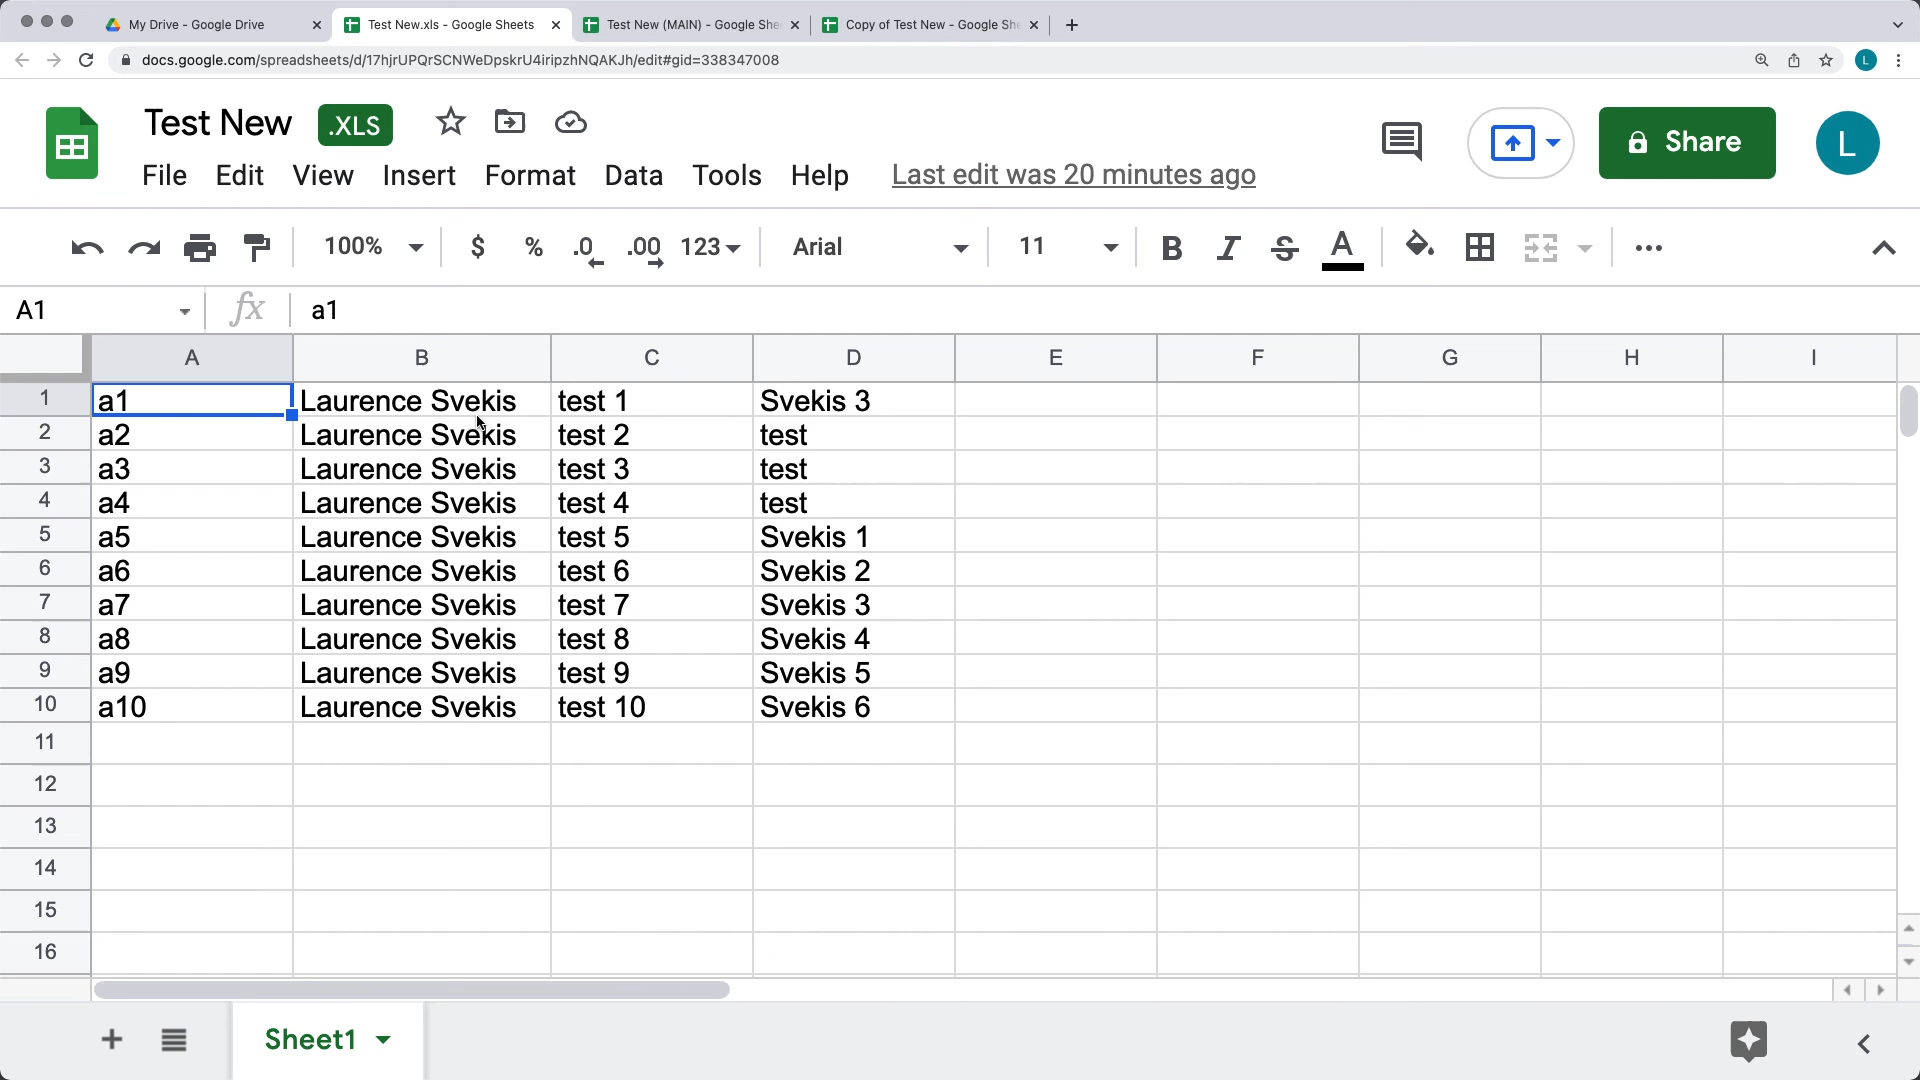 My Drive - Google Drive
Test New.xls - Google Sheets
Test New (MAIN) - Google She
Copy of Test New - Google She
docs.google.com/spreadsheets/d/17hjrUPQrSCNWeDpskrU4iripzhNQAKJh/edit#gid=338347008
L
Test New .XLS
Share
L
File Edit View Insert Format Data Tools Help Last edit was 20 minutes ago
100% $ % .0 .00 123 Arial 11 B I S A
A1 fx a1
A B C D E F G H I
1 a1 Laurence Svekis test 1 Svekis 3
2 a2 Laurence Svekis test 2 test
3 a3 Laurence Svekis test 3 test
4 a4 Laurence Svekis test 4 test
5 a5 Laurence Svekis test 5 Svekis 1
6 a6 Laurence Svekis test 6 Svekis 2
7 a7 Laurence Svekis test 7 Svekis 3
8 a8 Laurence Svekis test 8 Svekis 4
9 a9 Laurence Svekis test 9 Svekis 5
10 a10 Laurence Svekis test 10 Svekis 6
11
12
13
14
15
16
Sheet1